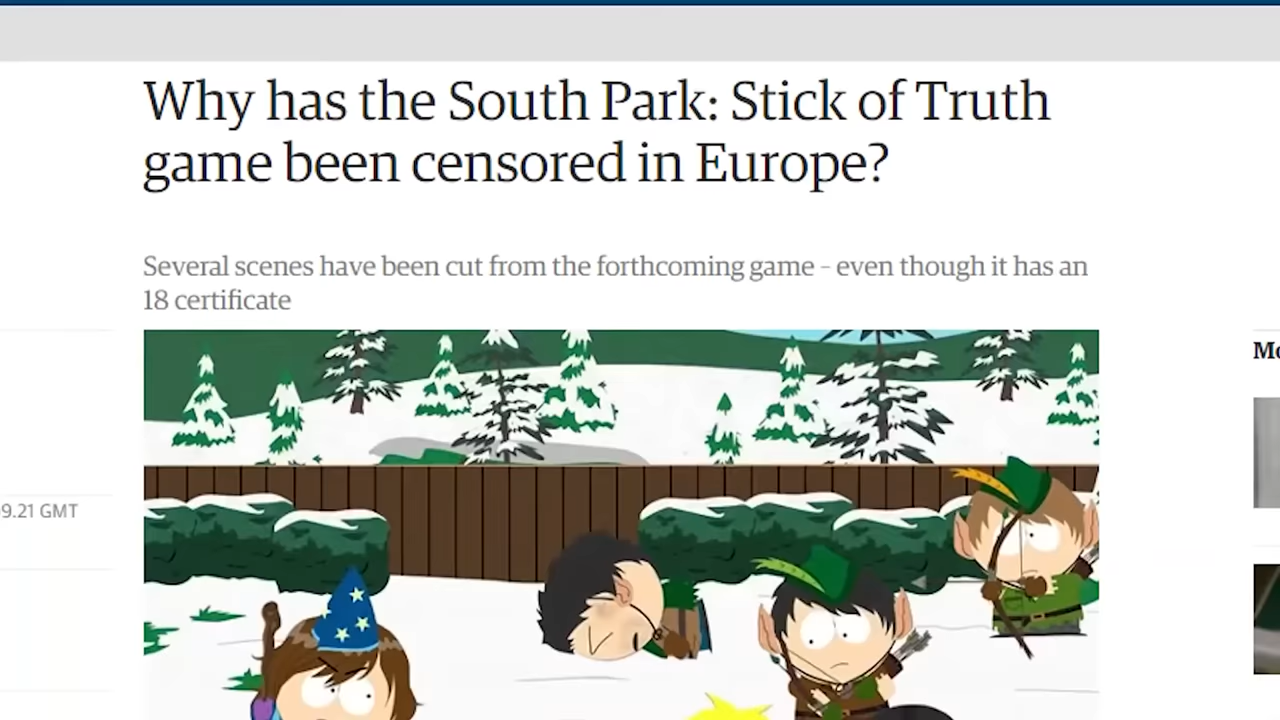 Why has the South Park: Stick of Truth
game been censored in Europe?
Several scenes have been cut from the forthcoming game – even though it has an
18 certificate
9.21 GMT